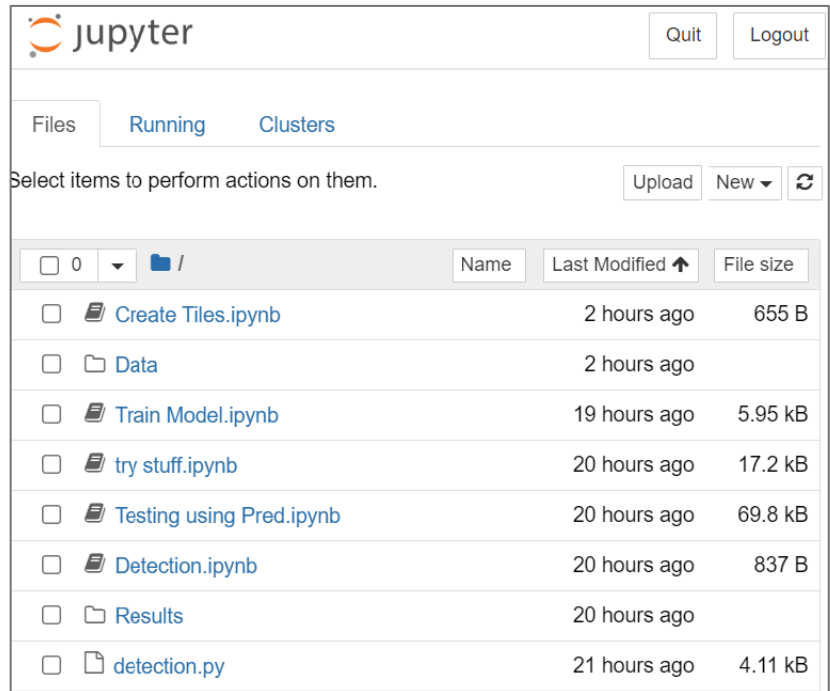 jupyter Quit Logout
Files Running Clusters
Select items to perform actions on them. Upload New
0 / Name Last Modified File size
Create Tiles.ipynb 2 hours ago 655 B
Data 2 hours ago
Train Model.ipynb 19 hours ago 5.95 kB
try stuff.ipynb 20 hours ago 17.2 kB
Testing using Pred.ipynb 20 hours ago 69.8 kB
Detection.ipynb 20 hours ago 837 B
Results 20 hours ago
detection.py 21 hours ago 4.11 kB